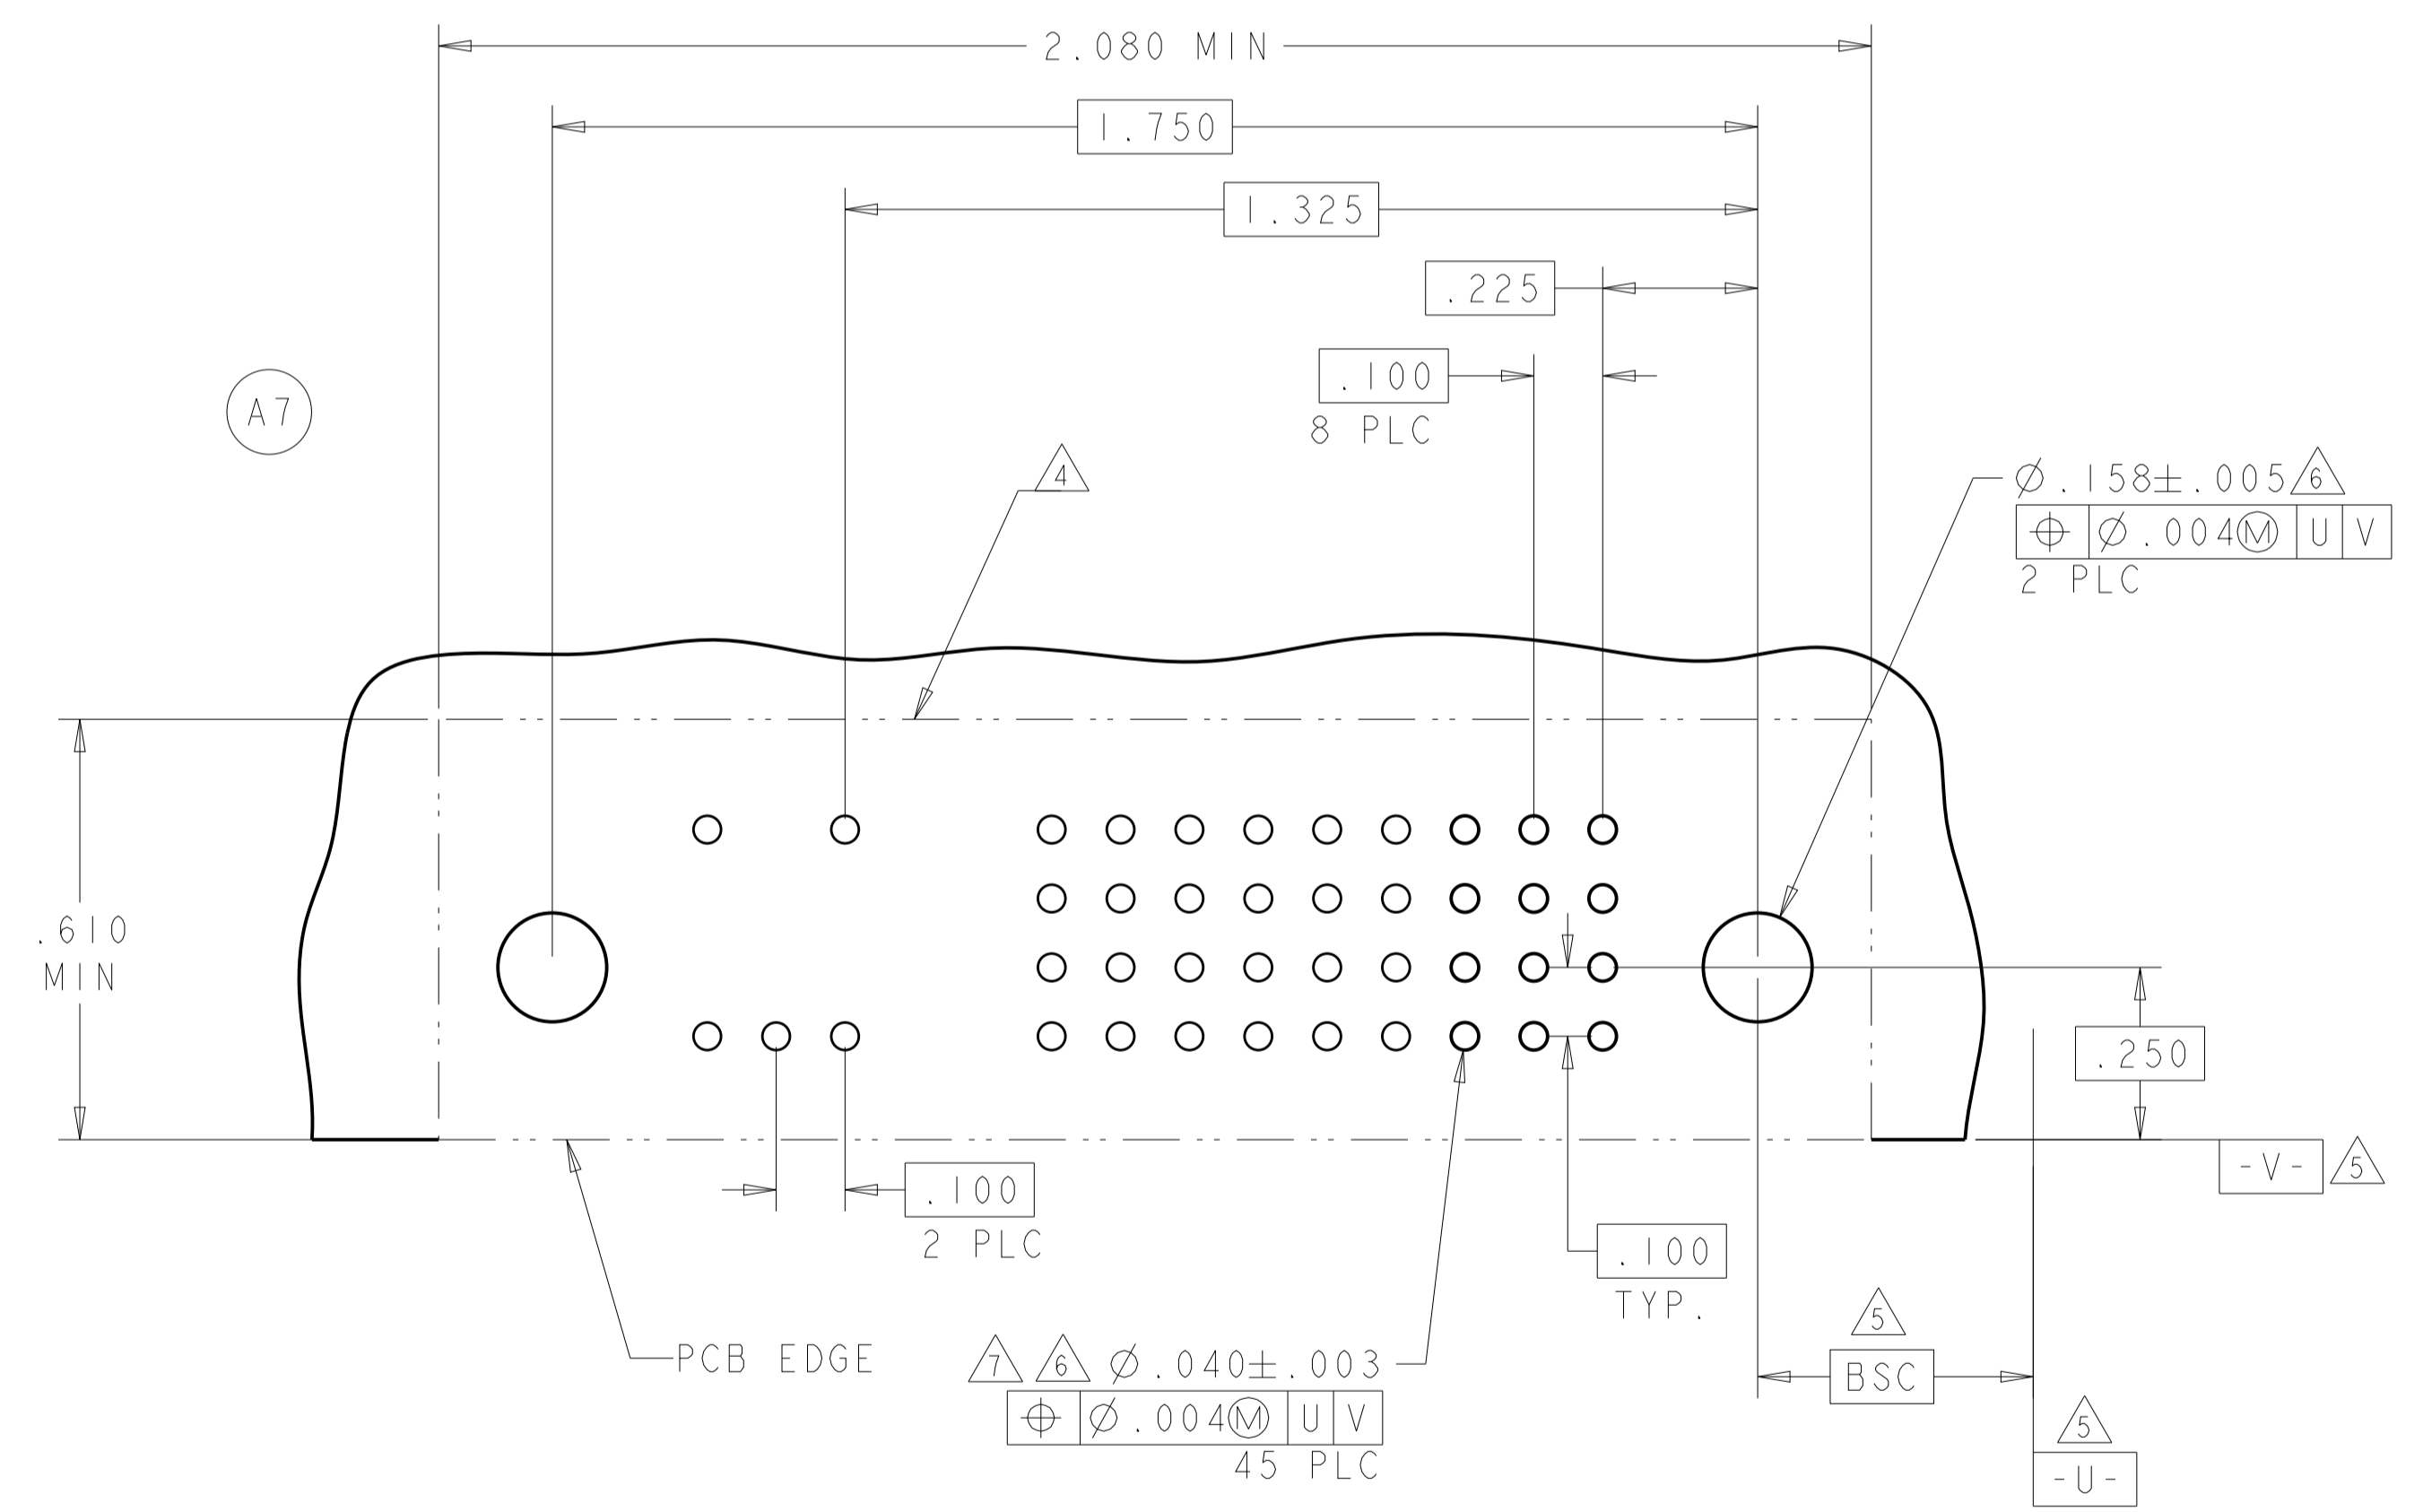 2.080 MIN
1.750
1.325
.225
.100
8 PLC
A7
4
⌀.158±.005 6
⌖ ⌀.004Ⓜ U V
2 PLC
.610
MIN
.250
-V- 5
.100
2 PLC
.100
TYP.
PCB EDGE
7 6 ⌀.040±.003
⌖ ⌀.004Ⓜ U V
45 PLC
5
BSC
5
-U-